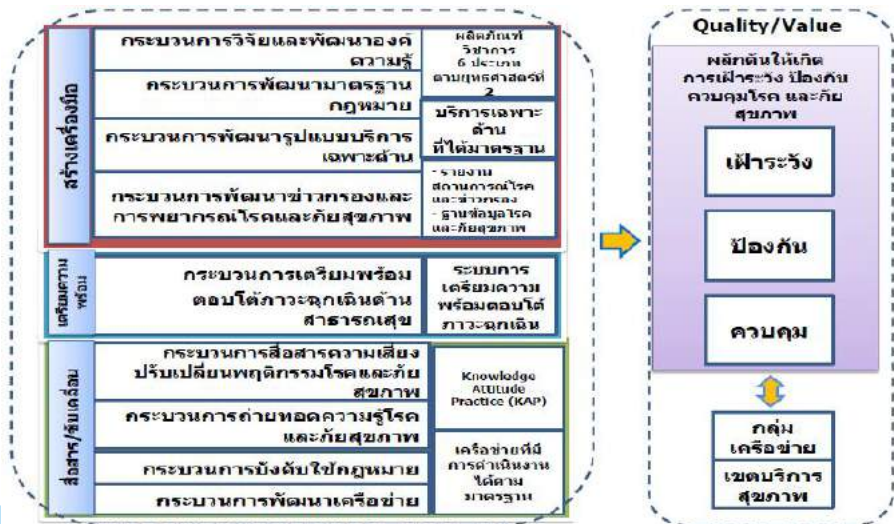 สร้างเครื่องมือ
กระบวนการวิจัยและพัฒนาองค์
ความรู้
กระบวนการพัฒนามาตรฐาน
กฎหมาย
กระบวนการพัฒนารูปแบบบริการ
เฉพาะด้าน
กระบวนการพัฒนาข่าวกรองและ
การพยากรณ์โรคและภัยสุขภาพ
ผลิตภัณฑ์
วิชาการ
6 ประเภท
ตามยุทธศาสตร์ที่
2
บริการเฉพาะ
ด้าน
ที่ได้มาตรฐาน
- รายงาน
สถานการณ์โรค
และข่าวกรอง
- ฐานข้อมูลโรค
และภัยสุขภาพ
เตรียมความ
พร้อม
กระบวนการเตรียมพร้อม
ตอบโต้ภาวะฉุกเฉินด้าน
สาธารณสุข
ระบบการ
เตรียมความ
พร้อมตอบโต้
ภาวะฉุกเฉิน
สื่อสาร/ขับเคลื่อน
กระบวนการสื่อสารความเสี่ยง
ปรับเปลี่ยนพฤติกรรมโรคและภัย
สุขภาพ
กระบวนการถ่ายทอดความรู้โรค
และภัยสุขภาพ
กระบวนการบังคับใช้กฎหมาย
กระบวนการพัฒนาเครือข่าย
Knowledge
Attitude
Practice (KAP)
เครือข่ายที่มี
การดำเนินงาน
ได้ตาม
มาตรฐาน
Quality/Value
ผลักดันให้เกิด
การเฝ้าระวัง ป้องกัน
ควบคุมโรค และภัย
สุขภาพ
เฝ้าระวัง
ป้องกัน
ควบคุม
กลุ่ม
เครือข่าย
เขตบริการ
สุขภาพ